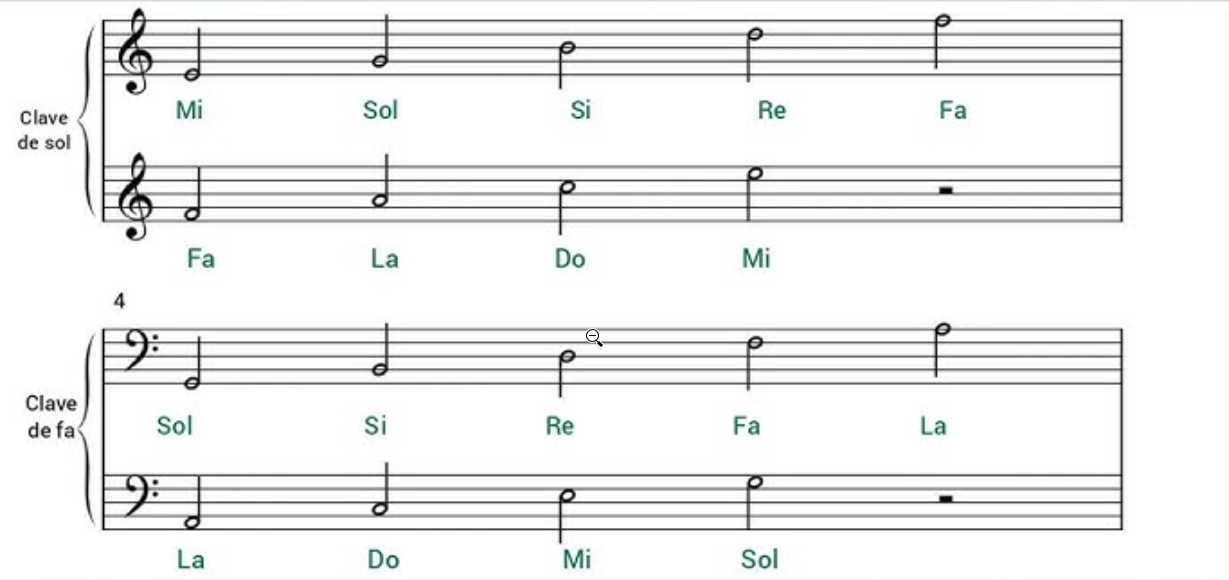 Mi Sol Si Re Fa
Clave
de sol
Fa La Do Mi
4
Clave
de fa
Sol Si Re Fa La
La Do Mi Sol